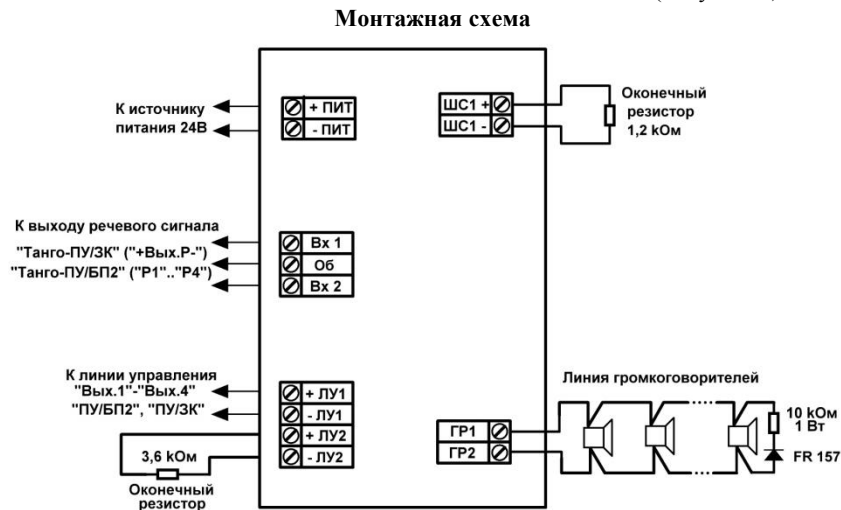 Монтажная схема
К источнику
питания 24В
+ ПИТ
- ПИТ
ШС1 +
ШС1 -
Оконечный
резистор
1,2 kОм
К выходу речевого сигнала
"Танго-ПУ/ЗК" ("+Вых.Р-")
"Танго-ПУ/БП2" ("Р1".."Р4")
Вх 1
Об
Вх 2
К линии управления
"Вых.1"-"Вых.4"
"ПУ/БП2", "ПУ/ЗК"
+ ЛУ1
- ЛУ1
+ ЛУ2
- ЛУ2
3,6 kОм
Оконечный
резистор
Линия громкоговорителей
ГР1
ГР2
10 kОм
1 Вт
FR 157